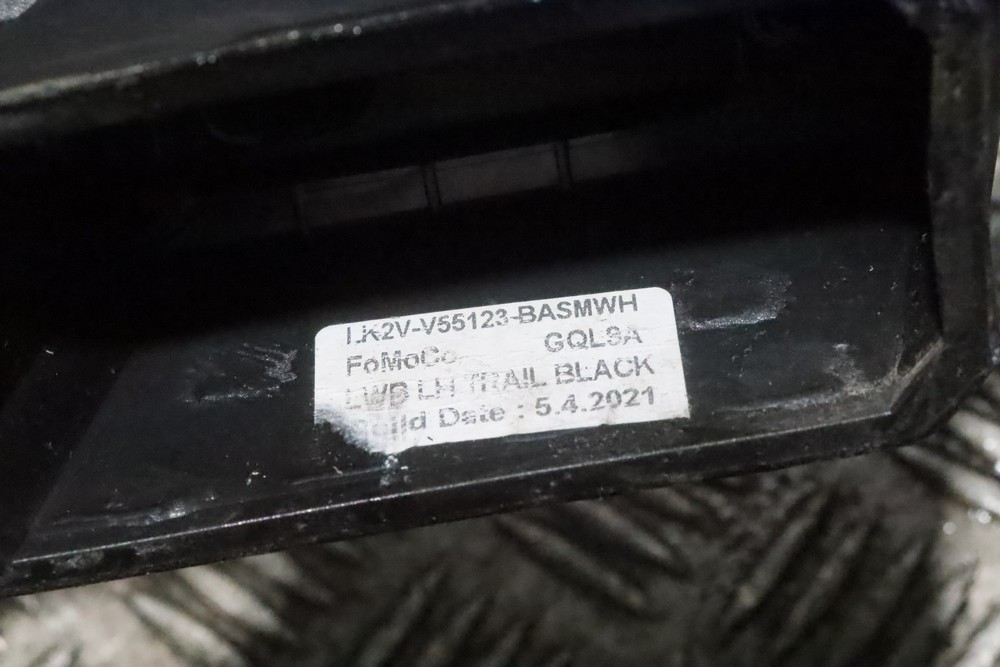 LK2V-V55123-BASMWH
FoMoCo GQL9A
LWB LH TRAIL BLACK
Build Date : 5.4.2021